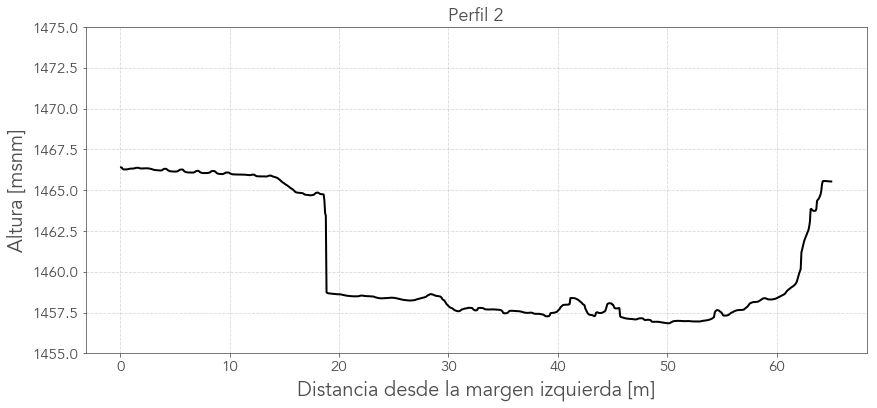 Perfil 2
1475.0
1472.5
1470.0
1467.5
1465.0
1462.5
1460.0
1457.5
1455.0
Altura [msnm]
0 10 20 30 40 50 60
Distancia desde la margen izquierda [m]